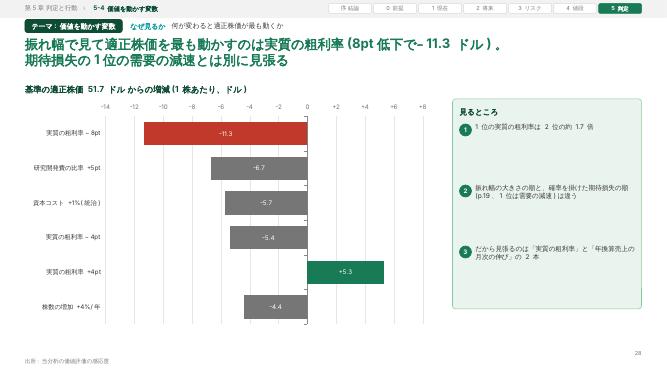 第 5 章 判定と行動 › 5-4 価値を動かす変数
序 結論 0 前提 1 現在 2 将来 3 リスク 4 値段 5 判定
テーマ：価値を動かす変数 なぜ見るか 何が変わると適正株価が最も動くか
振れ幅で見て適正株価を最も動かすのは実質の粗利率 (8pt 低下で− 11.3 ドル ) 。
期待損失の 1 位の需要の減速とは別に見張る
基準の適正株価 51.7 ドル からの増減 (1 株あたり、ドル )
−14 −12 −10 −8 −6 −4 −2 0 +2 +4 +6 +8
実質の粗利率 − 8pt −11.3
研究開発費の比率 +5pt −6.7
資本コスト +1%( 統治 ) −5.7
実質の粗利率 − 4pt −5.4
実質の粗利率 +4pt +5.3
株数の増加 +4%/ 年 −4.4
見るところ
1 1 位の実質の粗利率は 2 位の約 1.7 倍
2 振れ幅の大きさの順と、確率を掛けた期待損失の順
(p.19 、 1 位は需要の減速 ) は違う
3 だから見張るのは「実質の粗利率」と「年換算売上の
月次の伸び」の 2 本
出所：当分析の価値評価の感応度
28